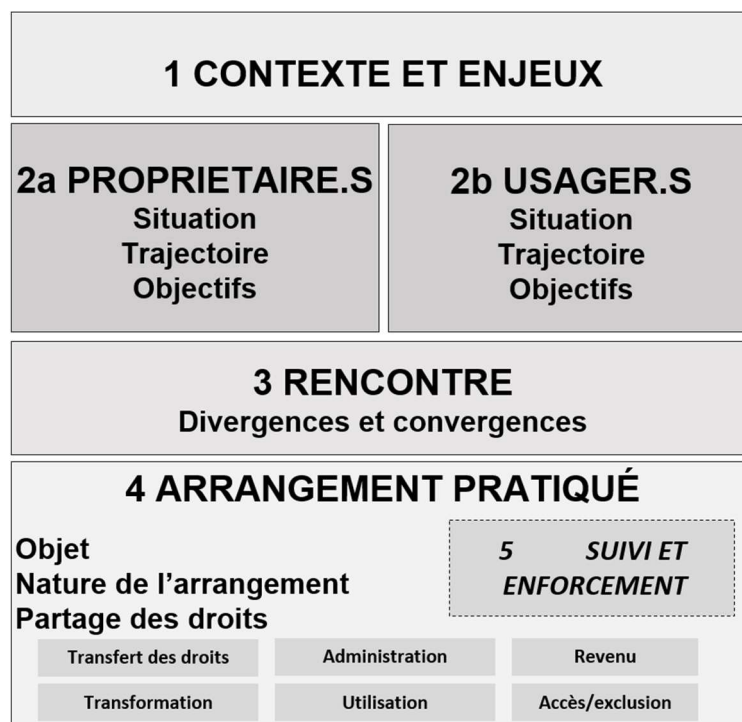 1 CONTEXTE ET ENJEUX
2a PROPRIETAIRE.S
Situation
Trajectoire
Objectifs
2b USAGER.S
Situation
Trajectoire
Objectifs
3 RENCONTRE
Divergences et convergences
4 ARRANGEMENT PRATIQUÉ
Objet
Nature de l’arrangement
Partage des droits
5 SUIVI ET
ENFORCEMENT
Transfert des droits
Administration
Revenu
Transformation
Utilisation
Accès/exclusion